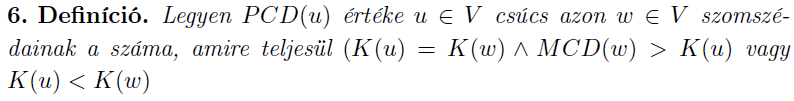 6. Definíció. Legyen PCD(u) értéke u ∈ V csúcs azon w ∈ V szomszé-
dainak a száma, amire teljesül (K(u) = K(w) ∧ MCD(w) > K(u) vagy
K(u) < K(w)